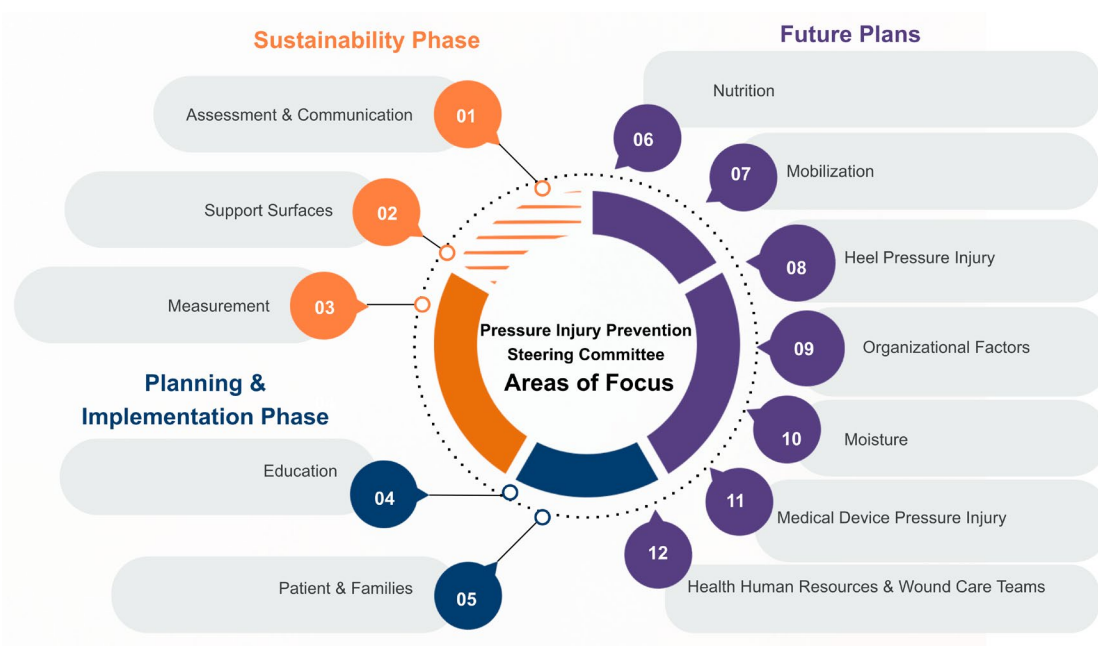 Sustainability Phase
Assessment & Communication
01
Support Surfaces
02
Measurement
03
Planning &
Implementation Phase
Education
04
Patient & Families
05
Pressure Injury Prevention
Steering Committee
Areas of Focus
Future Plans
06
Nutrition
07
Mobilization
08
Heel Pressure Injury
09
Organizational Factors
10
Moisture
11
Medical Device Pressure Injury
12
Health Human Resources & Wound Care Teams